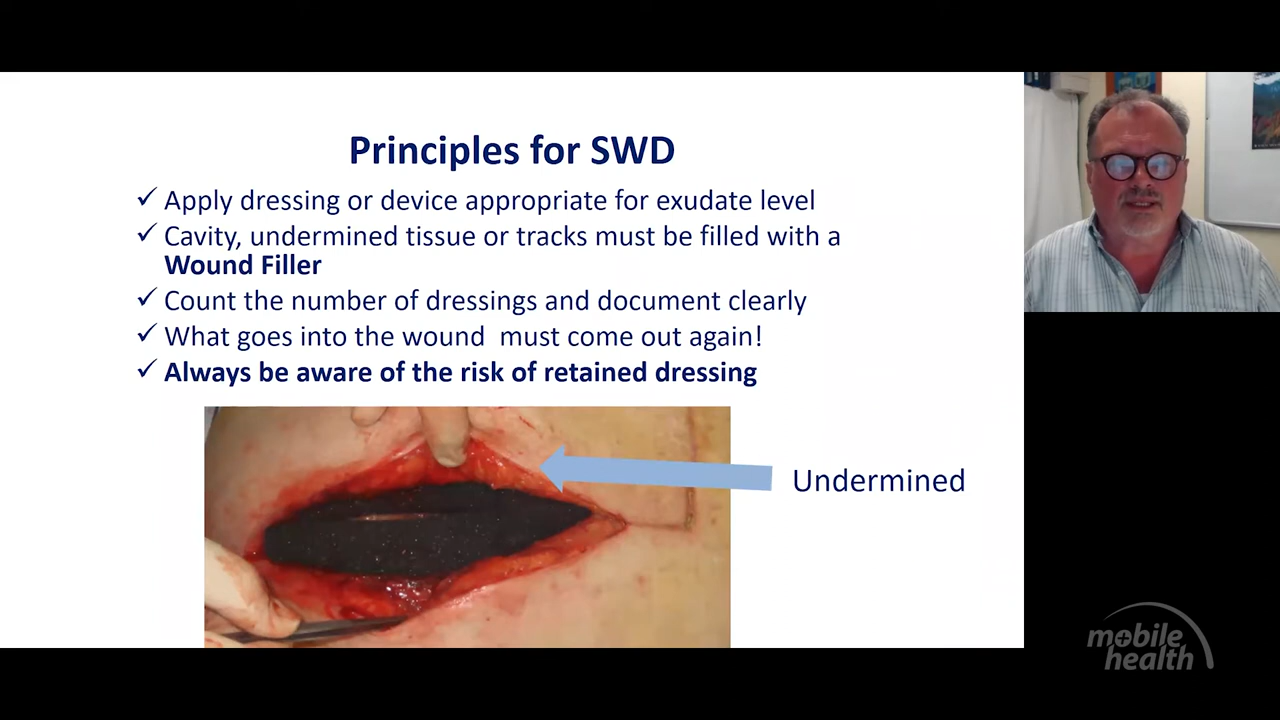 Principles for SWD
✓ Apply dressing or device appropriate for exudate level
✓ Cavity, undermined tissue or tracks must be filled with a
Wound Filler
✓ Count the number of dressings and document clearly
✓ What goes into the wound  must come out again!
✓ Always be aware of the risk of retained dressing
Undermined
mobile
health